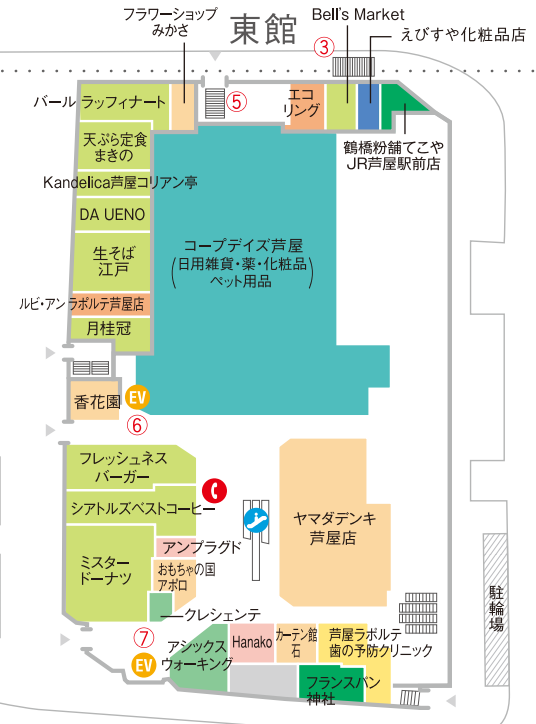 東館
フラワーショップ
みかさ
Bell's Market
③
えびすや化粧品店
バール ラッフィナート
⑤
エコ
リング
鶴橋粉舗てこや
JR芦屋駅前店
天ぷら定食
まきの
Kandelica芦屋コリアン亭
DA UENO
生そば
江戸
コープデイズ芦屋
(日用雑貨・薬・化粧品
ペット用品)
ルビ・アン ラポルテ芦屋店
月桂冠
香花園
EV
⑥
フレッシュネス
バーガー
シアトルズベストコーヒー
アンプラグド
ヤマダデンキ
芦屋店
ミスター
ドーナツ
おもちゃの国
アポロ
クレシェンテ
駐輪場
⑦
EV
アシックス
ウォーキング
Hanako
カーテン館
石
芦屋ラポルテ
歯の予防クリニック
フランスパン
神社